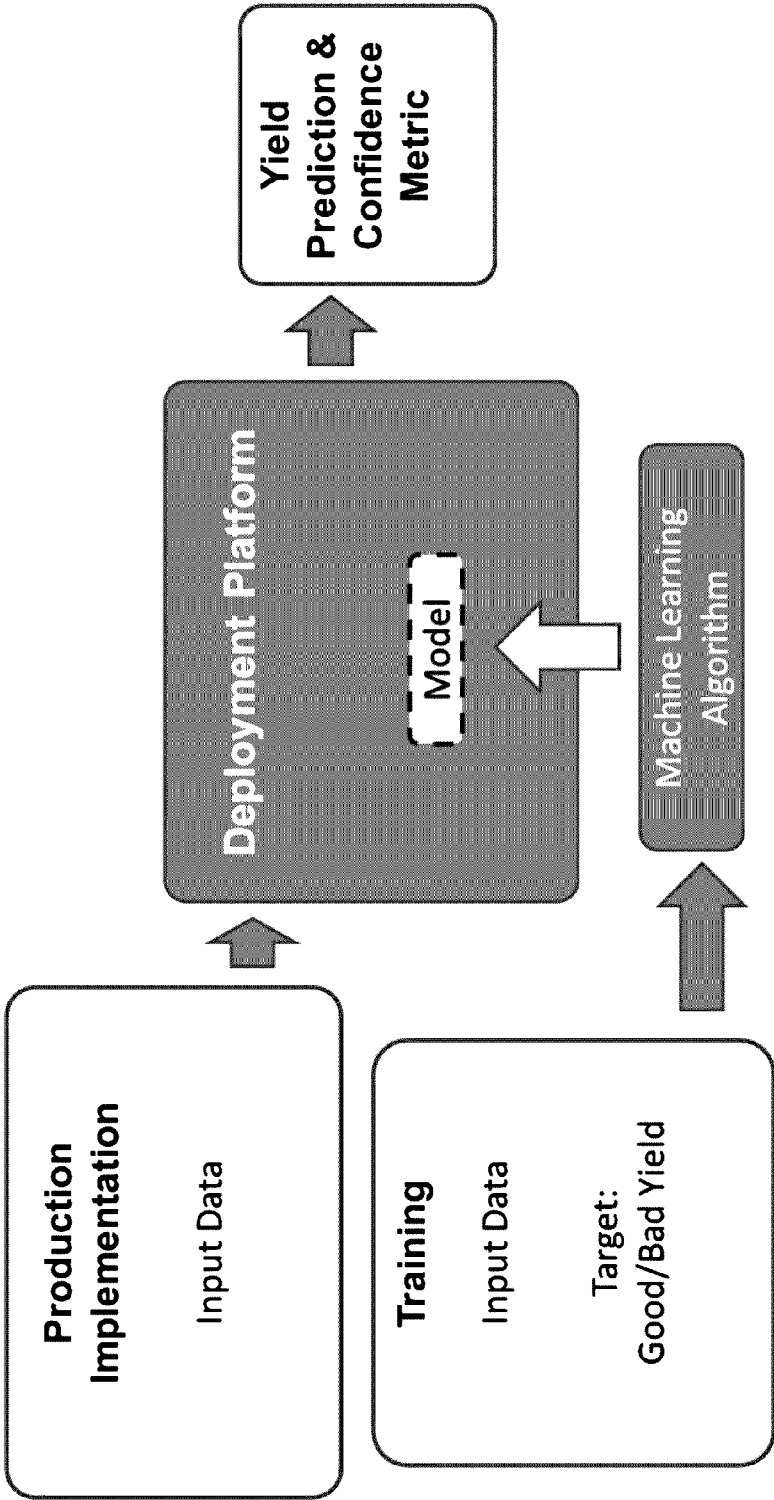 Production
Implementation
Input Data
Training
Input Data
Target:
Good/Bad Yield
Deployment Platform
Model
Machine Learning
Algorithm
Yield
Prediction &
Confidence
Metric